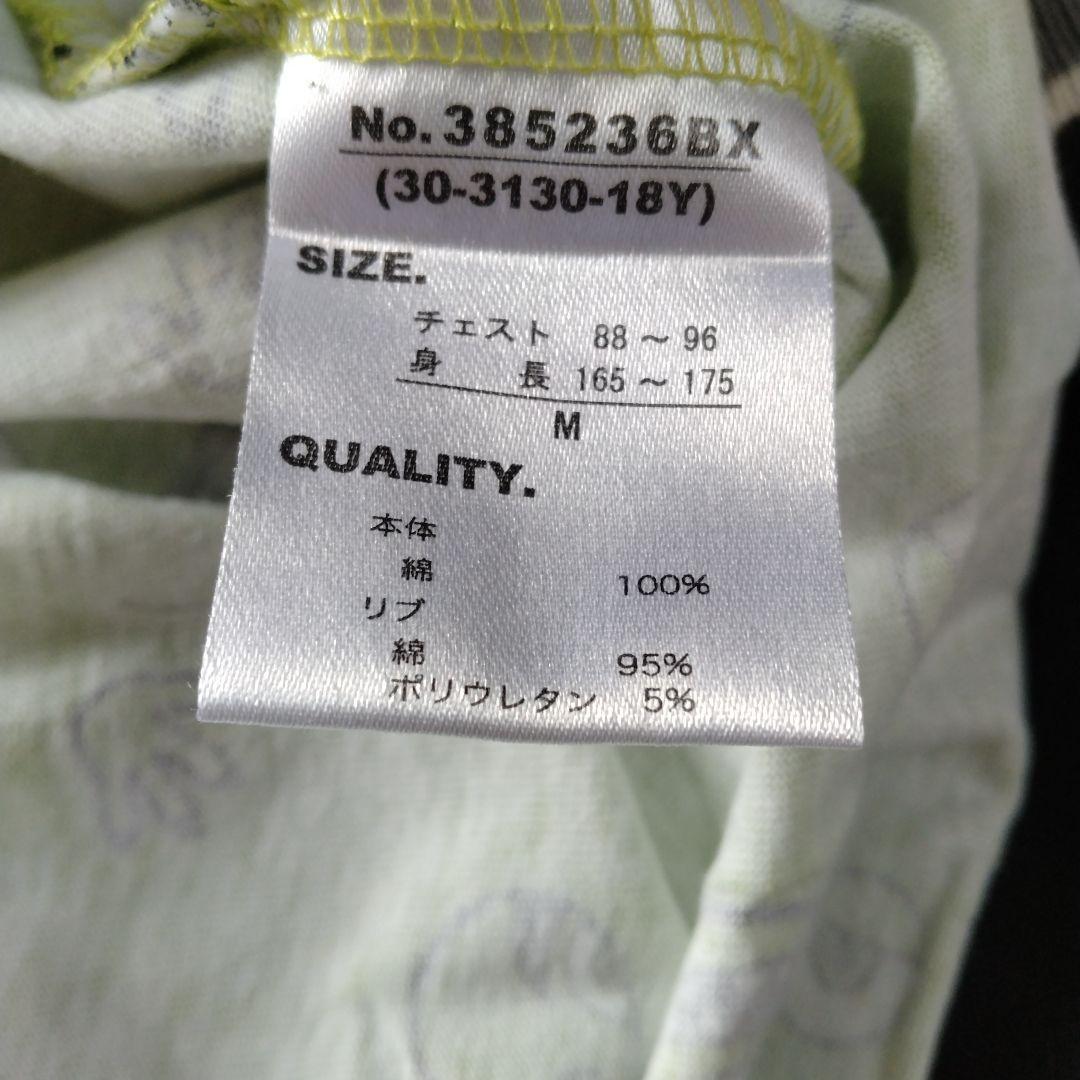 No.385236BX
(30-3130-18Y)
SIZE.
チェスト 88～96
身長 165～175
M
QUALITY.
本体
綿 100%
リブ
綿 95%
ポリウレタン 5%